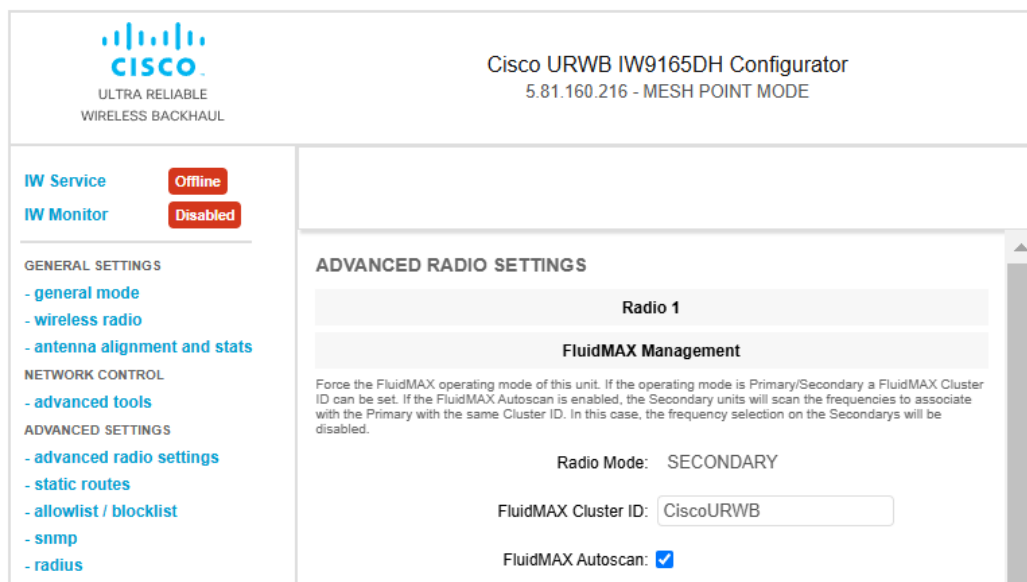 CISCO
ULTRA RELIABLE
WIRELESS BACKHAUL
Cisco URWB IW9165DH Configurator
5.81.160.216 - MESH POINT MODE
IW Service Offline
IW Monitor Disabled
GENERAL SETTINGS
- general mode
- wireless radio
- antenna alignment and stats
NETWORK CONTROL
- advanced tools
ADVANCED SETTINGS
- advanced radio settings
- static routes
- allowlist / blocklist
- snmp
- radius
ADVANCED RADIO SETTINGS
Radio 1
FluidMAX Management
Force the FluidMAX operating mode of this unit. If the operating mode is Primary/Secondary a FluidMAX Cluster
ID can be set. If the FluidMAX Autoscan is enabled, the Secondary units will scan the frequencies to associate
with the Primary with the same Cluster ID. In this case, the frequency selection on the Secondarys will be
disabled.
Radio Mode: SECONDARY
FluidMAX Cluster ID: CiscoURWB
FluidMAX Autoscan: